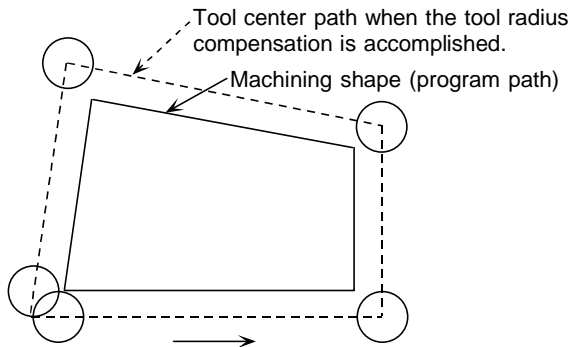 Tool center path when the tool radius
compensation is accomplished.
Machining shape (program path)